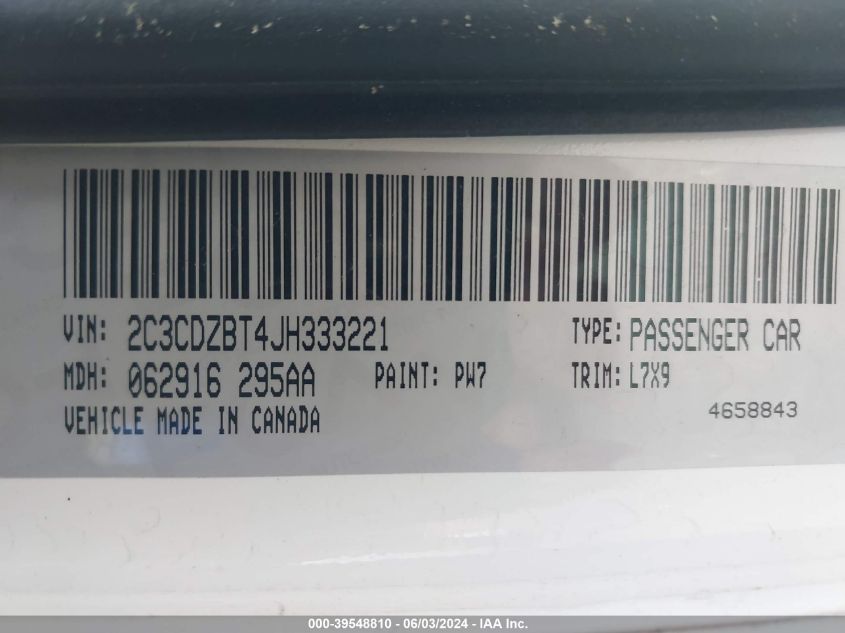 VIN: 2C3CDZBT4JH333221 TYPE: PASSENGER CAR
MDH: 062916 295AA PAINT: PW7 TRIM: L7X9
VEHICLE MADE IN CANADA 4658843
000-39548810 - 06/03/2024 - IAA Inc.